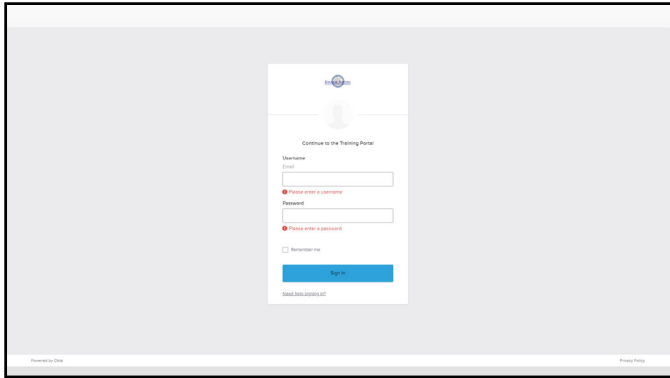 Continue to the Training Portal
Username
Email
Please enter a username
Password
Please enter a password
Remember me
Sign In
Need help signing in?
Powered by Okta
Privacy Policy